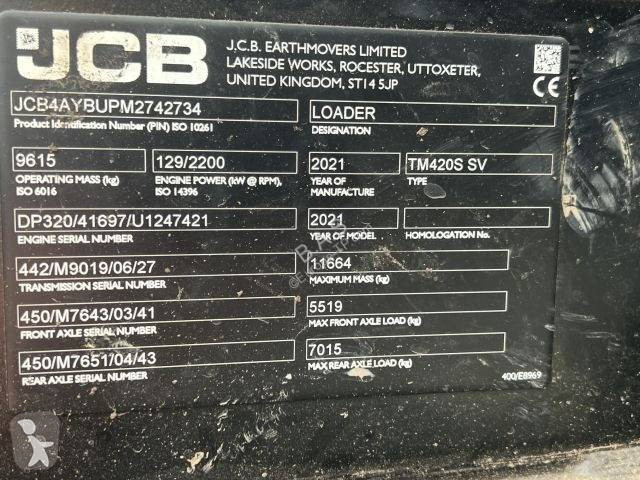 JCB
J.C.B. EARTHMOVERS LIMITED
LAKESIDE WORKS, ROCESTER, UTTOXETER,
UNITED KINGDOM, ST14 5JP
CE
JCB4AYBUPM2742734
Product Identification Number (PIN) ISO 10261
LOADER
DESIGNATION
9615
OPERATING MASS (kg)
ISO 6016
129/2200
ENGINE POWER (kW @ RPM),
ISO 14396
2021
YEAR OF
MANUFACTURE
TM420S SV
TYPE
DP320/41697/U1247421
ENGINE SERIAL NUMBER
2021
YEAR OF MODEL
HOMOLOGATION No.
442/M9019/06/27
TRANSMISSION SERIAL NUMBER
11664
MAXIMUM MASS (kg)
450/M7643/03/41
FRONT AXLE SERIAL NUMBER
5519
MAX FRONT AXLE LOAD (kg)
450/M7651/04/43
REAR AXLE SERIAL NUMBER
7015
MAX REAR AXLE LOAD (kg)
400/E8969